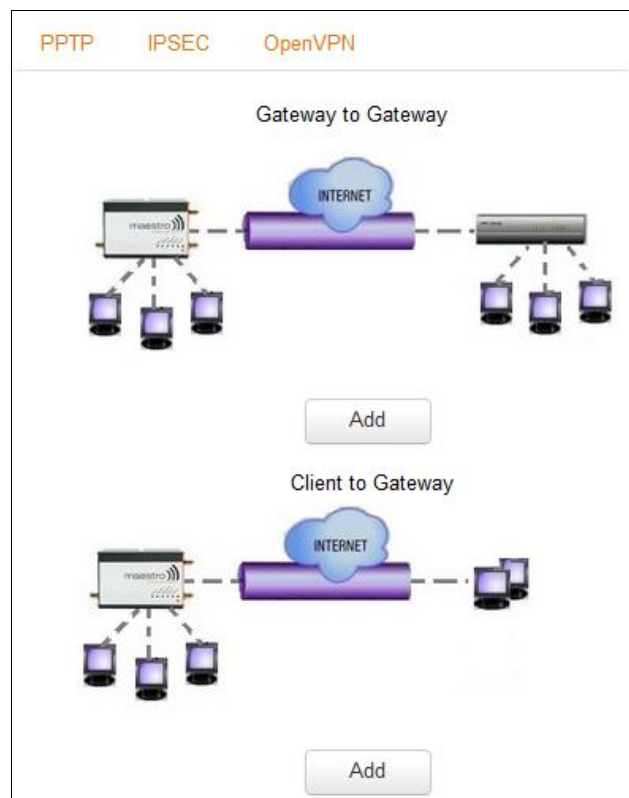 PPTP IPSEC OpenVPN
Gateway to Gateway
INTERNET
maestro
Add
Client to Gateway
INTERNET
maestro
Add